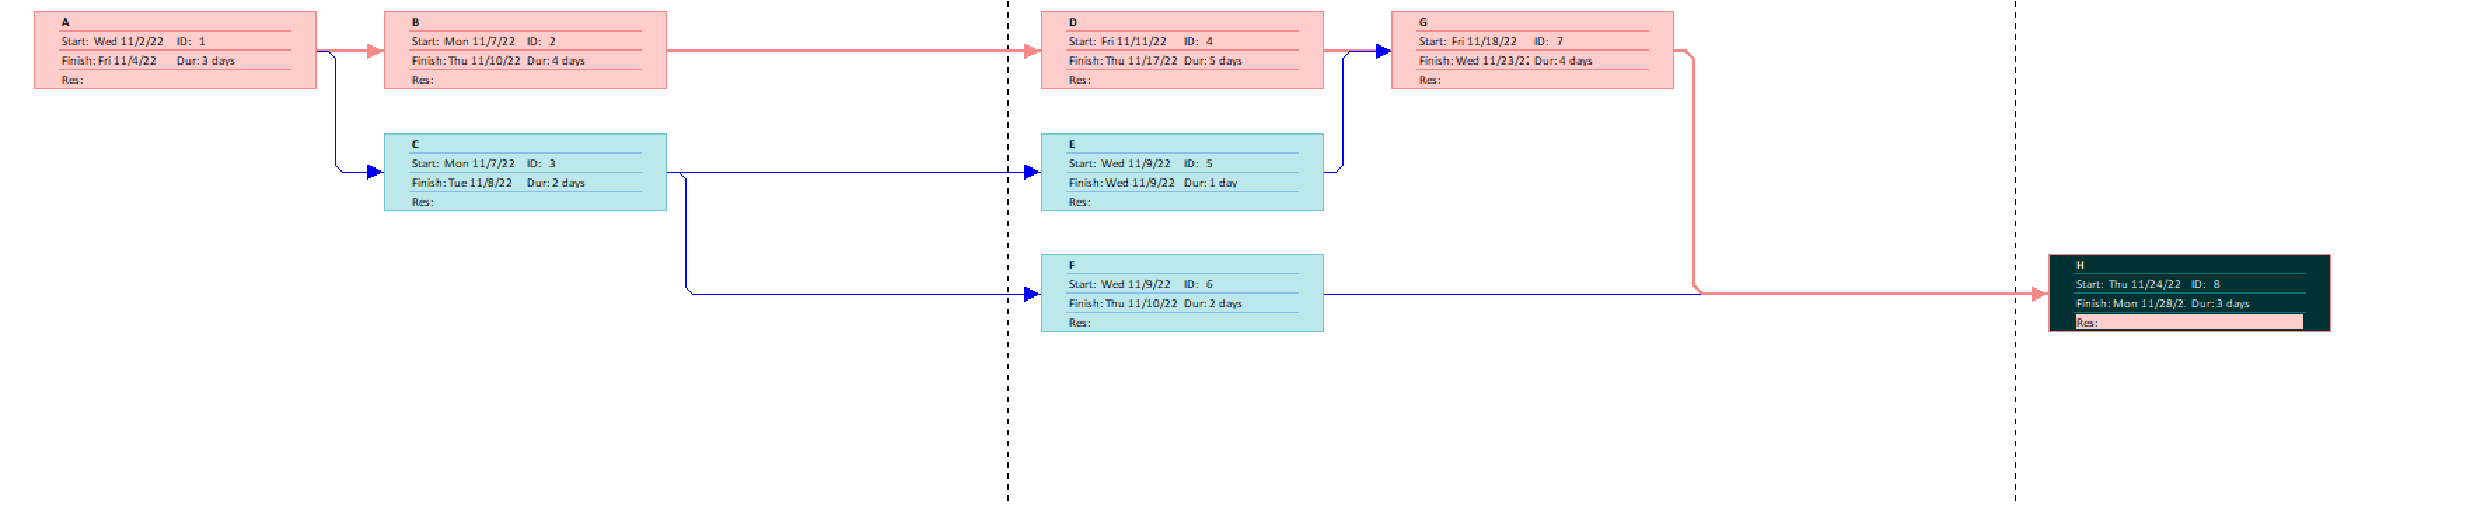 A
Start: Wed 11/2/22 ID: 1
Finish: Fri 11/4/22 Dur: 3 days
Res:
B
Start: Mon 11/7/22 ID: 2
Finish: Thu 11/10/22 Dur: 4 days
Res:
D
Start: Fri 11/11/22 ID: 4
Finish: Thu 11/17/22 Dur: 5 days
Res:
G
Start: Fri 11/18/22 ID: 7
Finish: Wed 11/23/2 Dur: 4 days
Res:
C
Start: Mon 11/7/22 ID: 3
Finish: Tue 11/8/22 Dur: 2 days
Res:
E
Start: Wed 11/9/22 ID: 5
Finish: Wed 11/9/22 Dur: 1 day
Res:
F
Start: Wed 11/9/22 ID: 6
Finish: Thu 11/10/22 Dur: 2 days
Res:
H
Start: Thu 11/24/22 ID: 8
Finish: Mon 11/28/2 Dur: 3 days
Res: